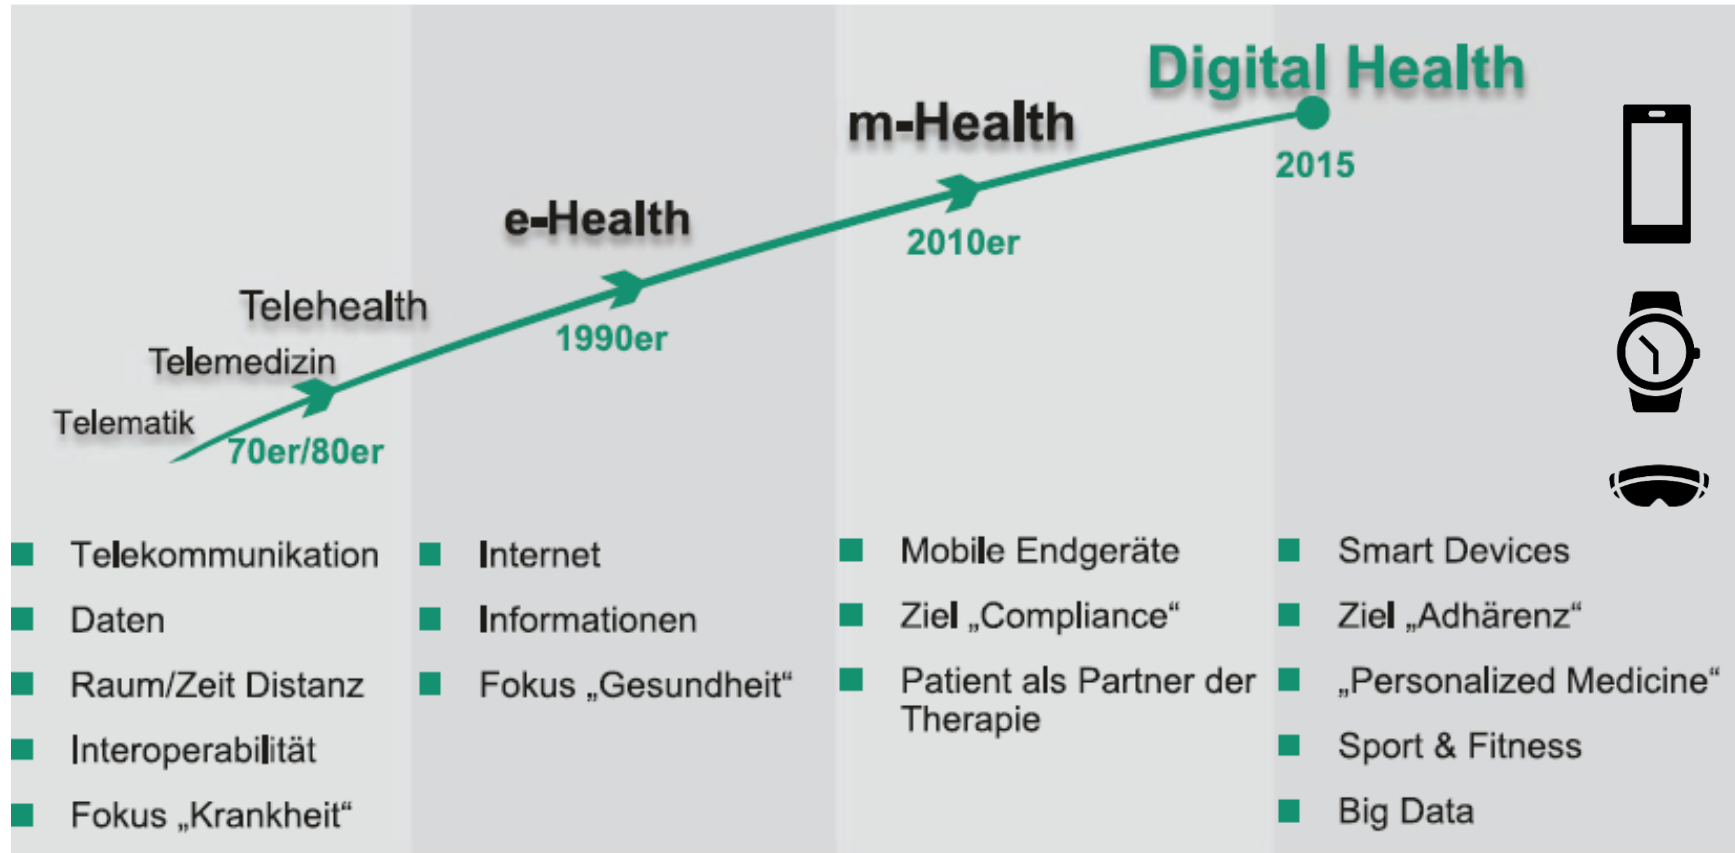 Digital Health
m-Health
2015
e-Health
2010er
Telehealth
1990er
Telemedizin
Telematik
70er/80er
Telekommunikation
Daten
Raum/Zeit Distanz
Interoperabilität
Fokus „Krankheit“
Internet
Informationen
Fokus „Gesundheit“
Mobile Endgeräte
Ziel „Compliance“
Patient als Partner der
Therapie
Smart Devices
Ziel „Adhärenz“
„Personalized Medicine“
Sport & Fitness
Big Data